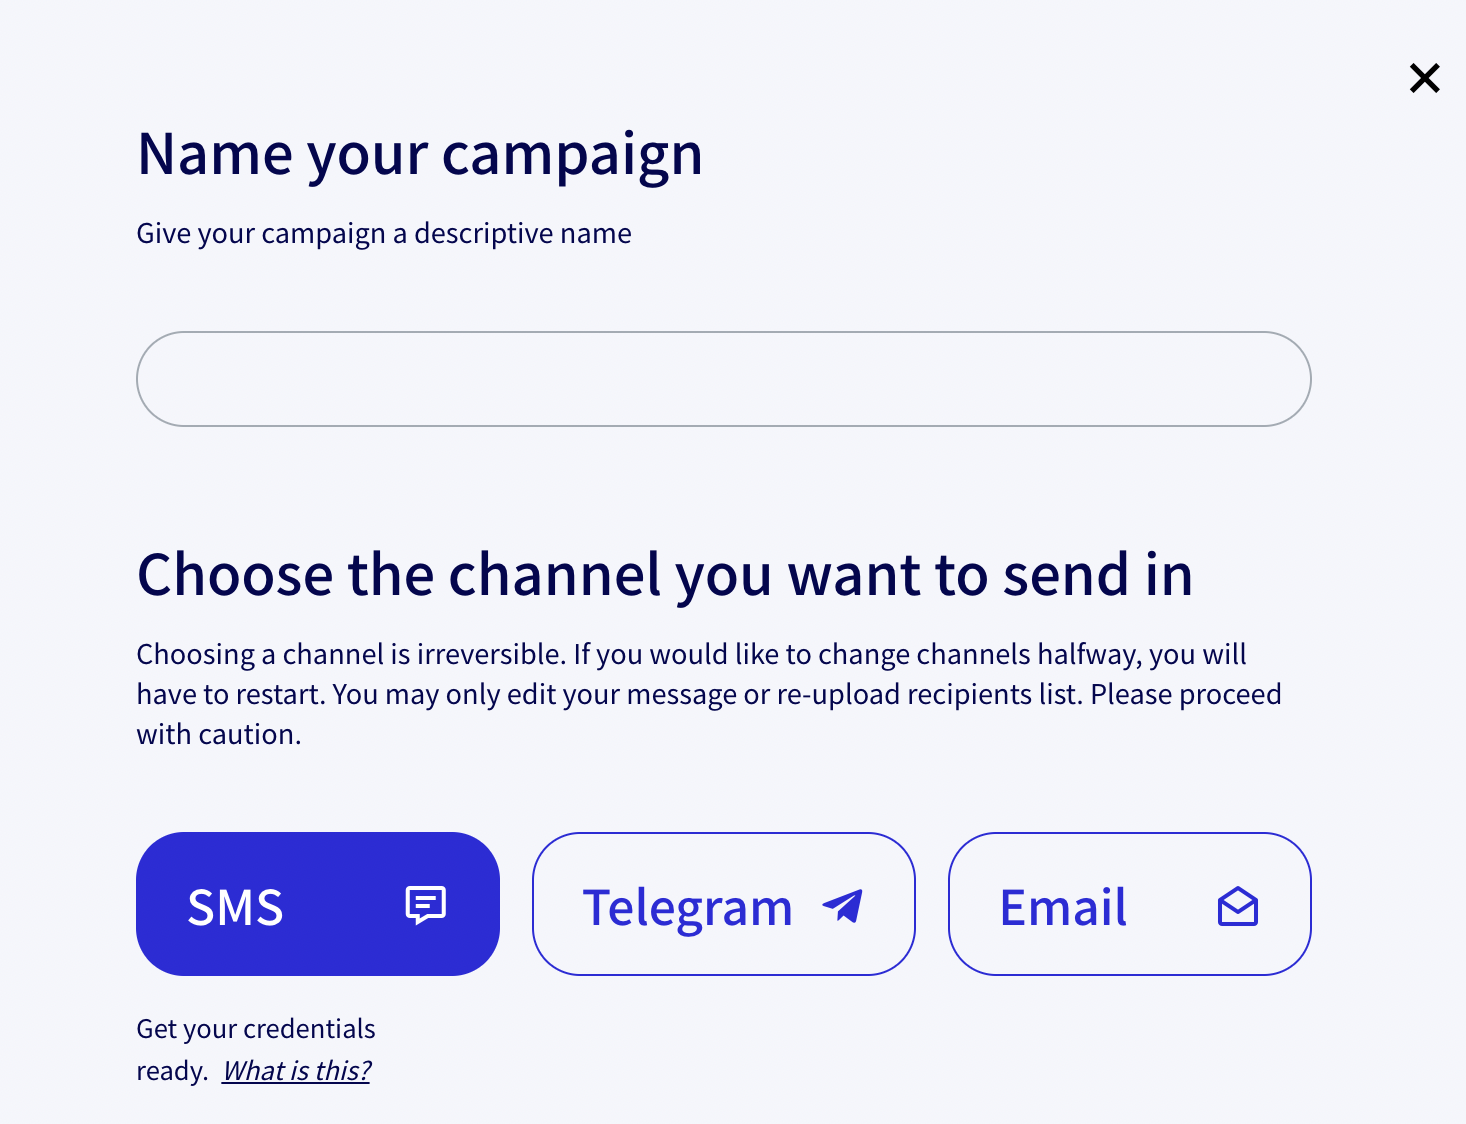 Name your campaign
Give your campaign a descriptive name
Choose the channel you want to send in
Choosing a channel is irreversible. If you would like to change channels halfway, you will
have to restart. You may only edit your message or re-upload recipients list. Please proceed
with caution.
SMS
Telegram
Email
Get your credentials
ready. What is this?